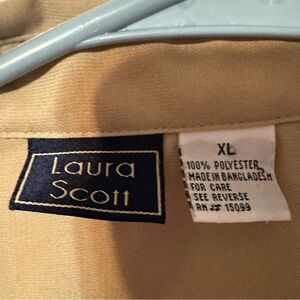 Laura
Scott
XL
100% POLYESTER
MADE IN BANGLADESH
FOR CARE
SEE REVERSE
RN # 15099